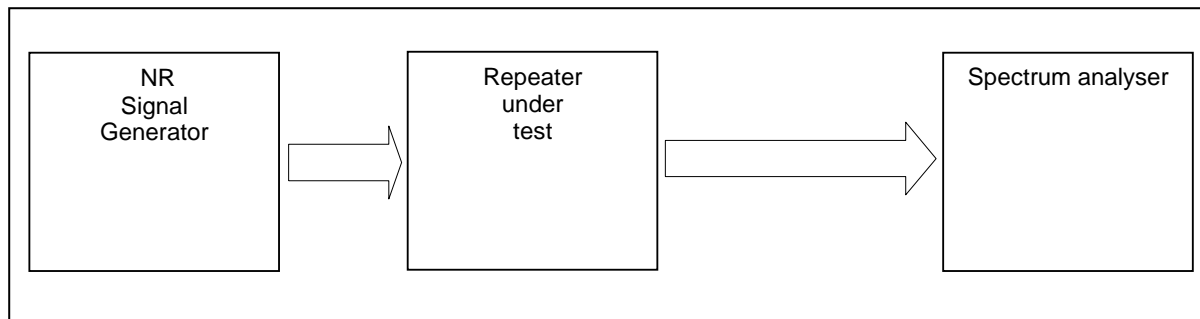 NR
Signal
Generator
Repeater
under
test
Spectrum analyser